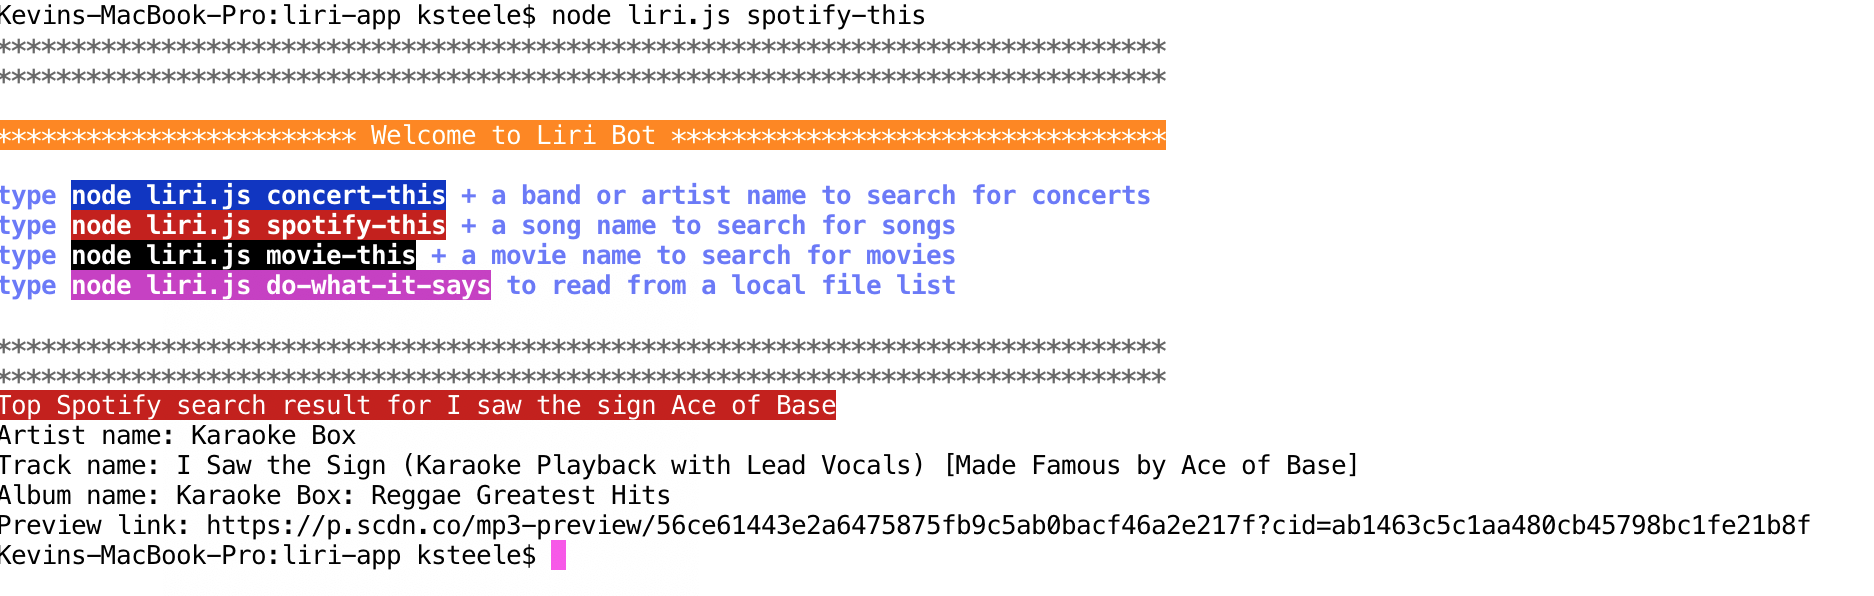 Kevins-MacBook-Pro:liri-app ksteele$ node liri.js spotify-this
******************************************************************************
******************************************************************************
************************ Welcome to Liri Bot *********************************
type node liri.js concert-this + a band or artist name to search for concerts
type node liri.js spotify-this + a song name to search for songs
type node liri.js movie-this + a movie name to search for movies
type node liri.js do-what-it-says to read from a local file list
******************************************************************************
******************************************************************************
Top Spotify search result for I saw the sign Ace of Base
Artist name: Karaoke Box
Track name: I Saw the Sign (Karaoke Playback with Lead Vocals) [Made Famous by Ace of Base]
Album name: Karaoke Box: Reggae Greatest Hits
Preview link: https://p.scdn.co/mp3-preview/56ce61443e2a6475875fb9c5ab0bacf46a2e217f?cid=ab1463c5c1aa480cb45798bc1fe21b8f
Kevins-MacBook-Pro:liri-app ksteele$